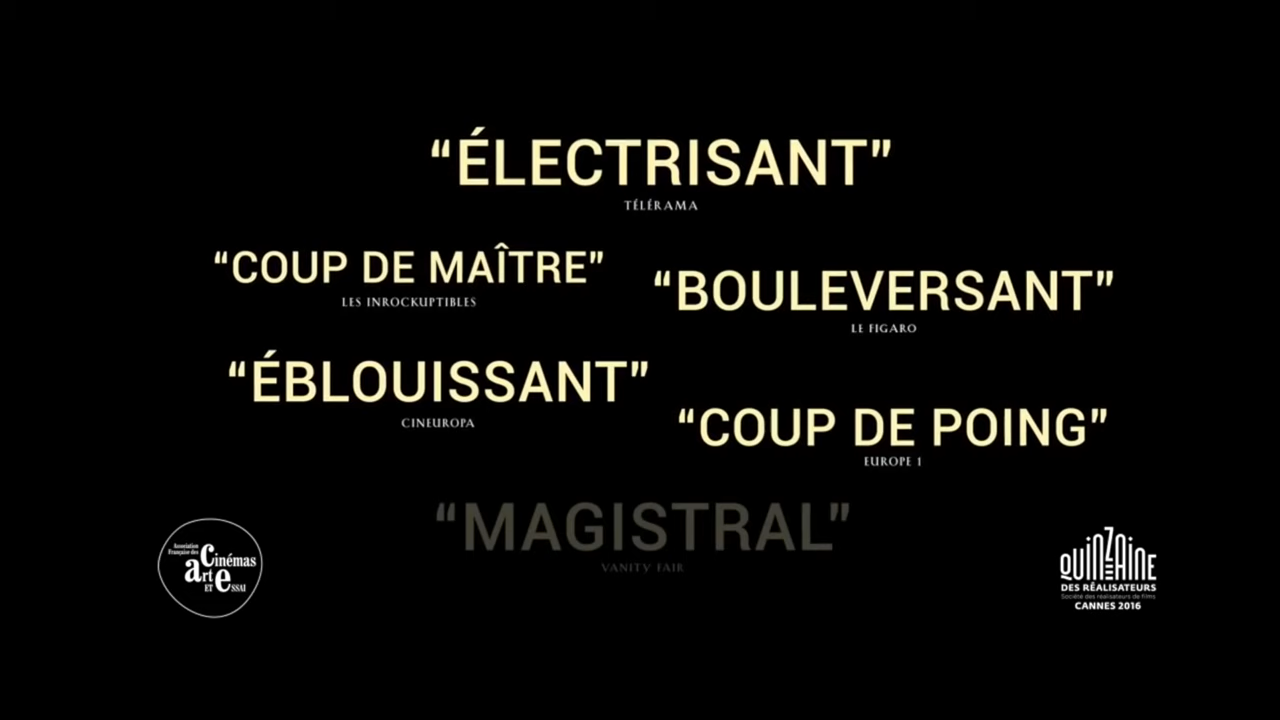 “ÉLECTRISANT”
TÉLÉRAMA
“COUP DE MAÎTRE”
LES INROCKUPTIBLES
“BOULEVERSANT”
LE FIGARO
“ÉBLOUISSANT”
CINEUROPA
“COUP DE POING”
EUROPE 1
“MAGISTRAL”
VANITY FAIR
Association
Française des
Cinémas
art
ET ESSAI
QUINZAINE
DES RÉALISATEURS
Société des réalisateurs de films
CANNES 2016